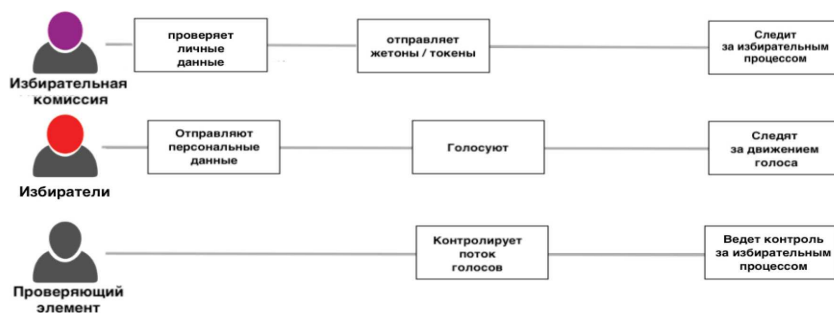 проверяет
личные
данные
отправляет
жетоны / токены
Следит
за избирательным
процессом
Избирательная
комиссия
Отправляют
персональные
данные
Голосуют
Следят
за движением
голоса
Избиратели
Контролирует
поток
голосов
Ведет контроль
за избирательным
процессом
Проверяющий
элемент